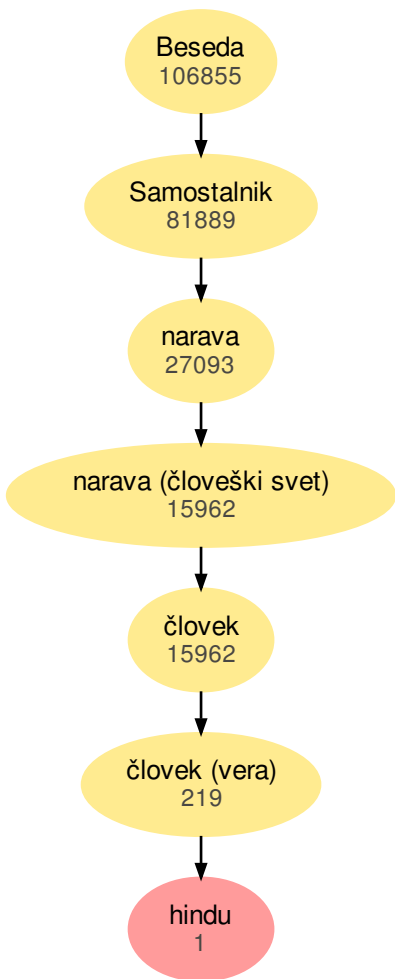 Beseda
106855
Samostalnik
81889
narava
27093
narava (človeški svet)
15962
človek
15962
človek (vera)
219
hindu
1